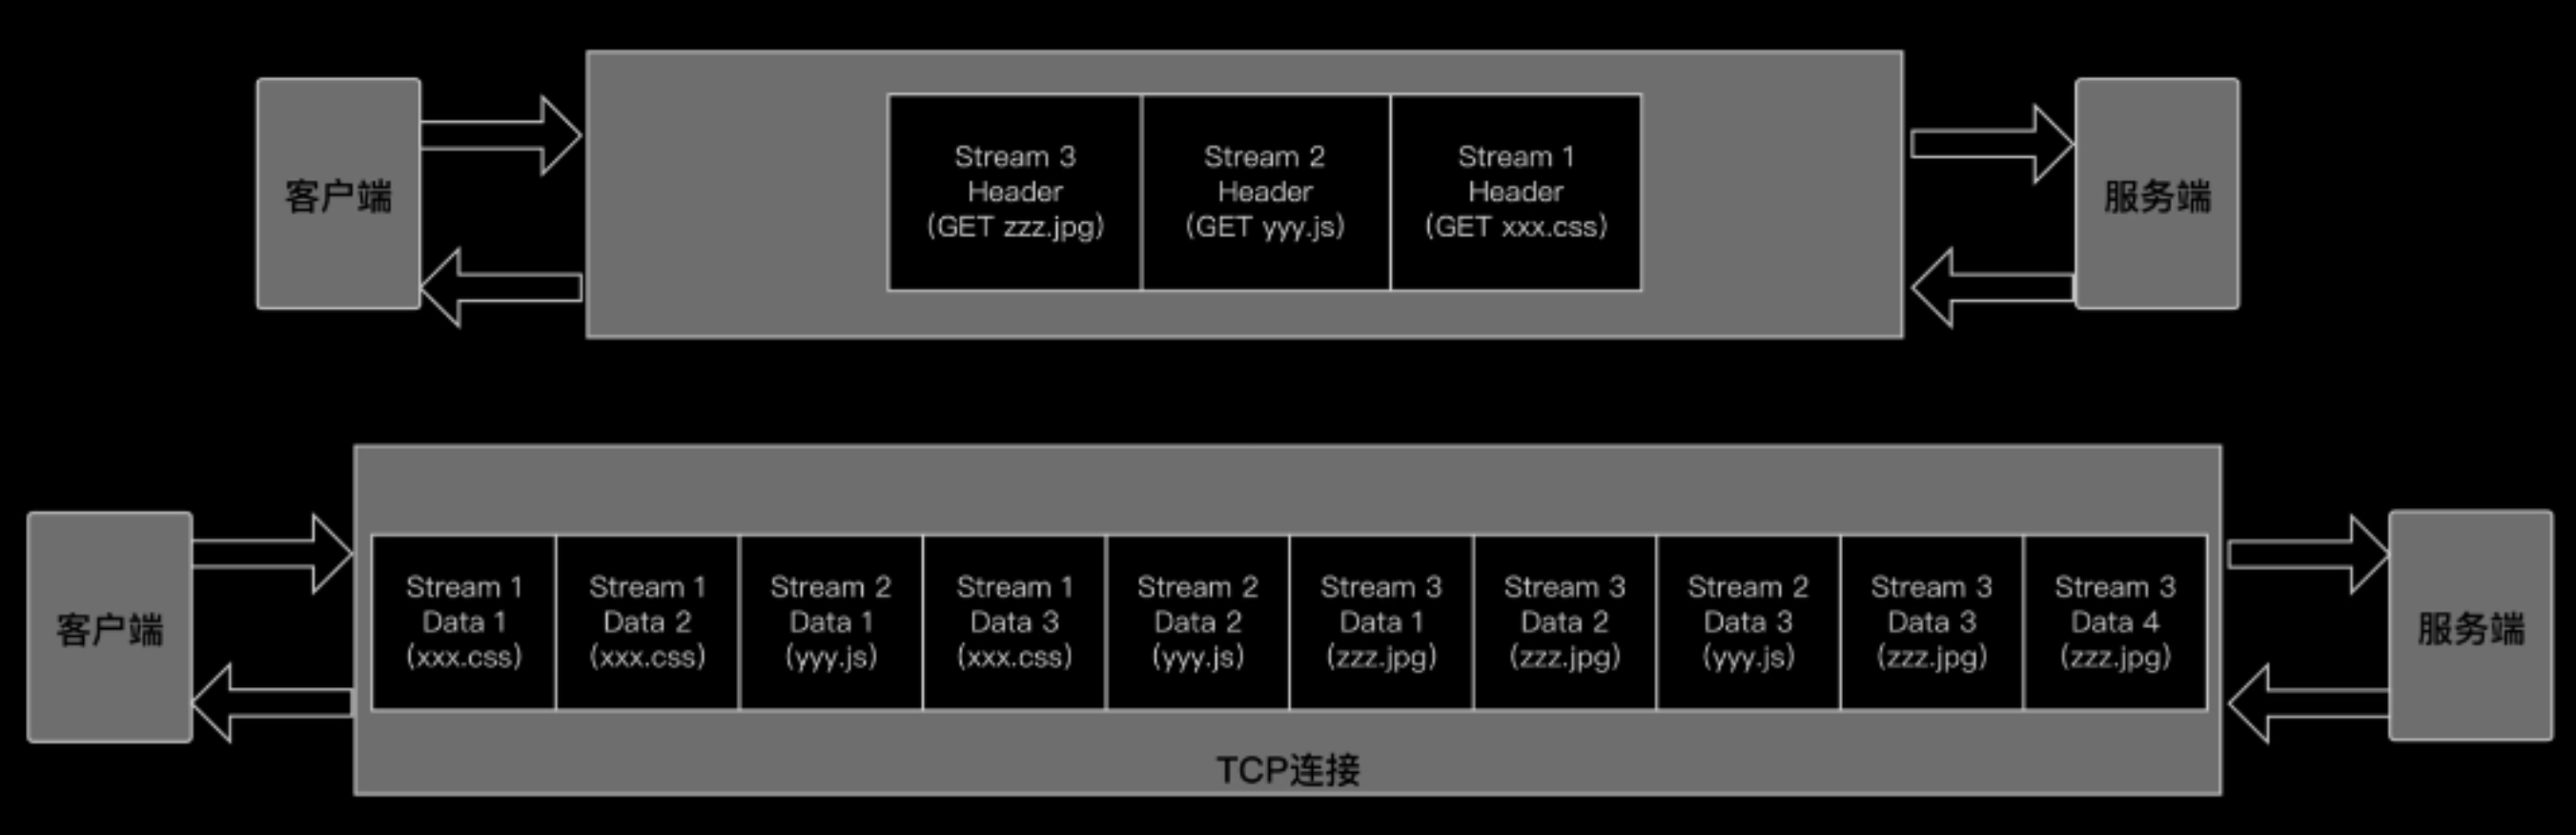 客户端
Stream 3
Header
(GET zzz.jpg)
Stream 2
Header
(GET yyy.js)
Stream 1
Header
(GET xxx.css)
服务端
客户端
Stream 1
Data 1
(xxx.css)
Stream 1
Data 2
(xxx.css)
Stream 2
Data 1
(yyy.js)
Stream 1
Data 3
(xxx.css)
Stream 2
Data 2
(yyy.js)
Stream 3
Data 1
(zzz.jpg)
Stream 3
Data 2
(zzz.jpg)
Stream 2
Data 3
(yyy.js)
Stream 3
Data 3
(zzz.jpg)
Stream 3
Data 4
(zzz.jpg)
服务端
TCP连接